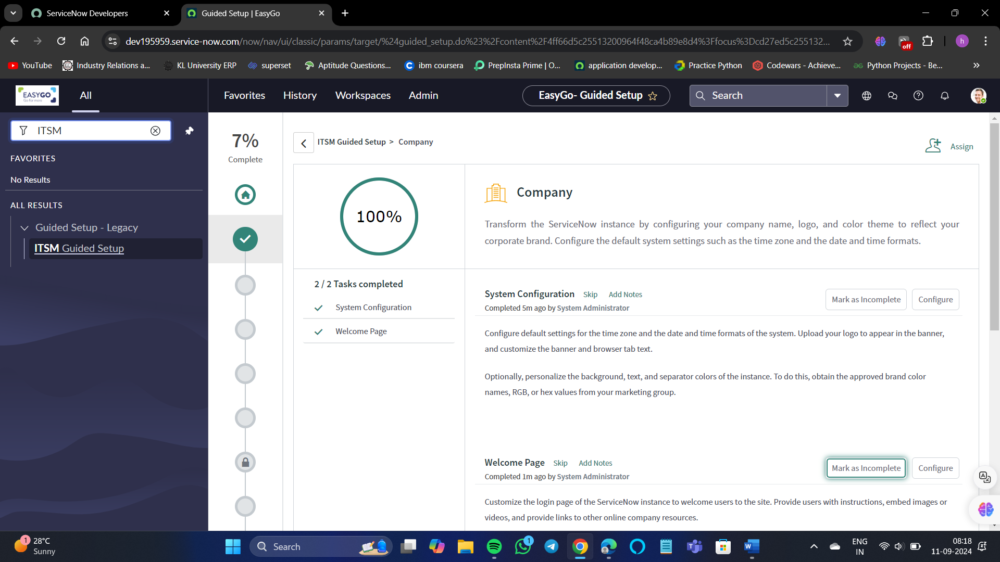 ServiceNow Developers
Guided Setup | EasyGo
dev195959.service-now.com/now/nav/ui/classic/params/target/%24guided_setup.do%23%2Fcontent%2F4ff66d5c25513200964f48ca4b89e8d4%3Ffocus%3Dcd27ed5c255132...
off
h
YouTube
Industry Relations a...
KL University ERP
superset
Aptitude Questions...
ibm coursera
PrepInsta Prime | O...
application develop...
Practice Python
Codewars - Achieve...
Python Projects - Be...
EASYGO
Go for more
All
Favorites
History
Workspaces
Admin
EasyGo- Guided Setup
Search
ITSM
FAVORITES
No Results
ALL RESULTS
Guided Setup - Legacy
ITSM Guided Setup
7%
Complete
ITSM Guided Setup > Company
Assign
100%
Company
Transform the ServiceNow instance by configuring your company name, logo, and color theme to reflect your
corporate brand. Configure the default system settings such as the time zone and the date and time formats.
2 / 2 Tasks completed
System Configuration
Welcome Page
System Configuration Skip Add Notes
Completed 5m ago by System Administrator
Mark as Incomplete
Configure
Configure default settings for the time zone and the date and time formats of the system. Upload your logo to appear in the banner,
and customize the banner and browser tab text.
Optionally, personalize the background, text, and separator colors of the instance. To do this, obtain the approved brand color
names, RGB, or hex values from your marketing group.
Welcome Page Skip Add Notes
Completed 1m ago by System Administrator
Mark as Incomplete
Configure
Customize the login page of the ServiceNow instance to welcome users to the site. Provide users with instructions, embed images or
videos, and provide links to other online company resources.
1
28°C
Sunny
Search
1
ENG
IN
08:18
11-09-2024